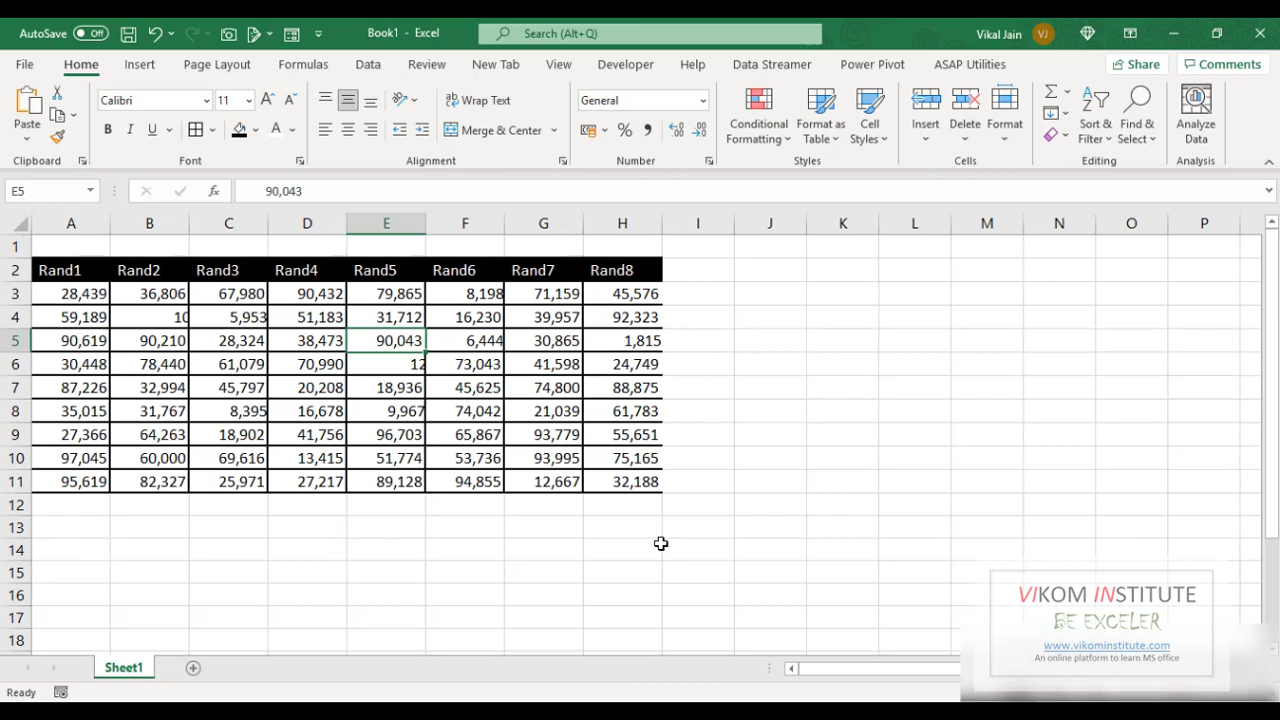 AutoSave Off Book1 - Excel Search (Alt+Q) Vikal Jain VJ
File Home Insert Page Layout Formulas Data Review New Tab View Developer Help Data Streamer Power Pivot ASAP Utilities Share Comments
Calibri 11 Wrap Text General
Paste Merge & Center Conditional Formatting Format as Table Cell Styles Insert Delete Format Sort & Filter Find & Select Analyze Data
Clipboard Font Alignment Number Styles Cells Editing Analysis
E5 fx 90,043
A B C D E F G H I J K L M N O P
1
2 Rand1 Rand2 Rand3 Rand4 Rand5 Rand6 Rand7 Rand8
3 28,439 36,806 67,980 90,432 79,865 8,198 71,159 45,576
4 59,189 10 5,953 51,183 31,712 16,230 39,957 92,323
5 90,619 90,210 28,324 38,473 90,043 6,444 30,865 1,815
6 30,448 78,440 61,079 70,990 12 73,043 41,598 24,749
7 87,226 32,994 45,797 20,208 18,936 45,625 74,800 88,875
8 35,015 31,767 8,395 16,678 9,967 74,042 21,039 61,783
9 27,366 64,263 18,902 41,756 96,703 65,867 93,779 55,651
10 97,045 60,000 69,616 13,415 51,774 53,736 93,995 75,165
11 95,619 82,327 25,971 27,217 89,128 94,855 12,667 32,188
12
13
14
15
16
17
18
VIKOM INSTITUTE
BE EXCELER
www.vikominstitute.com
An online platform to learn MS office
Sheet1
Ready